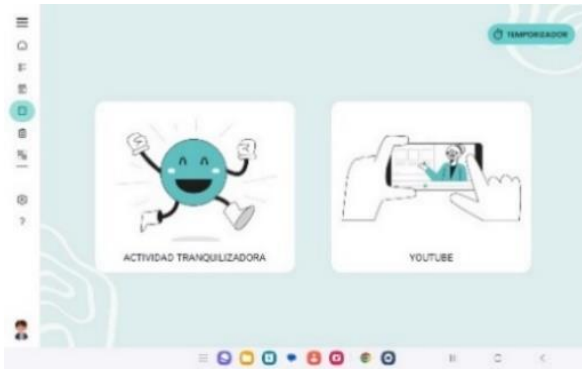 TEMPORIZADOR
ACTIVIDAD TRANQUILIZADORA
YOUTUBE
?